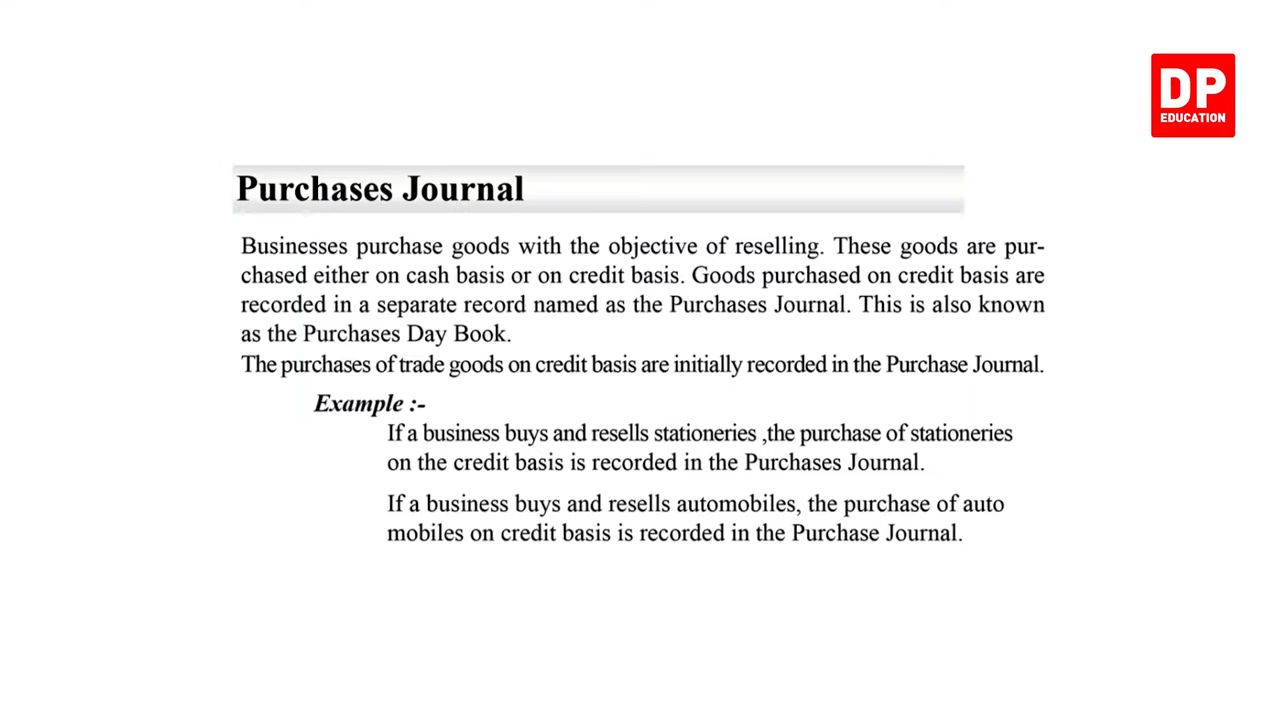 DP
EDUCATION
Purchases Journal
Businesses purchase goods with the objective of reselling. These goods are pur-
chased either on cash basis or on credit basis. Goods purchased on credit basis are
recorded in a separate record named as the Purchases Journal. This is also known
as the Purchases Day Book.
The purchases of trade goods on credit basis are initially recorded in the Purchase Journal.
Example :-
If a business buys and resells stationeries ,the purchase of stationeries
on the credit basis is recorded in the Purchases Journal.
If a business buys and resells automobiles, the purchase of auto
mobiles on credit basis is recorded in the Purchase Journal.